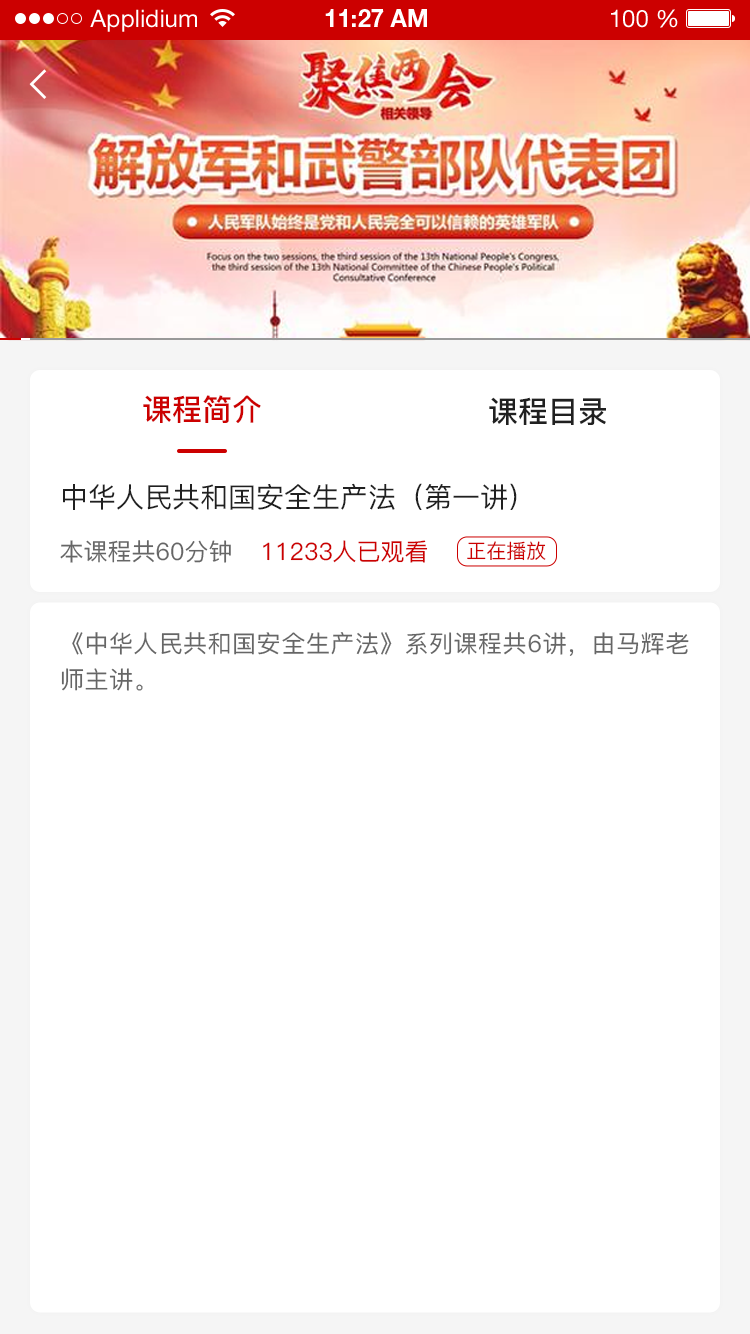 Applidium 11:27 AM 100 %
聚焦两会
相关领导
解放军和武警部队代表团
人民军队始终是党和人民完全可以信赖的英雄军队
Focus on the two sessions, the third session of the 13th National People's Congress,
the third session of the 13th National Committee of the Chinese People's Political
Consultative Conference
课程简介 课程目录
中华人民共和国安全生产法（第一讲）
本课程共60分钟 11233人已观看 正在播放
《中华人民共和国安全生产法》系列课程共6讲，由马辉老
师主讲。